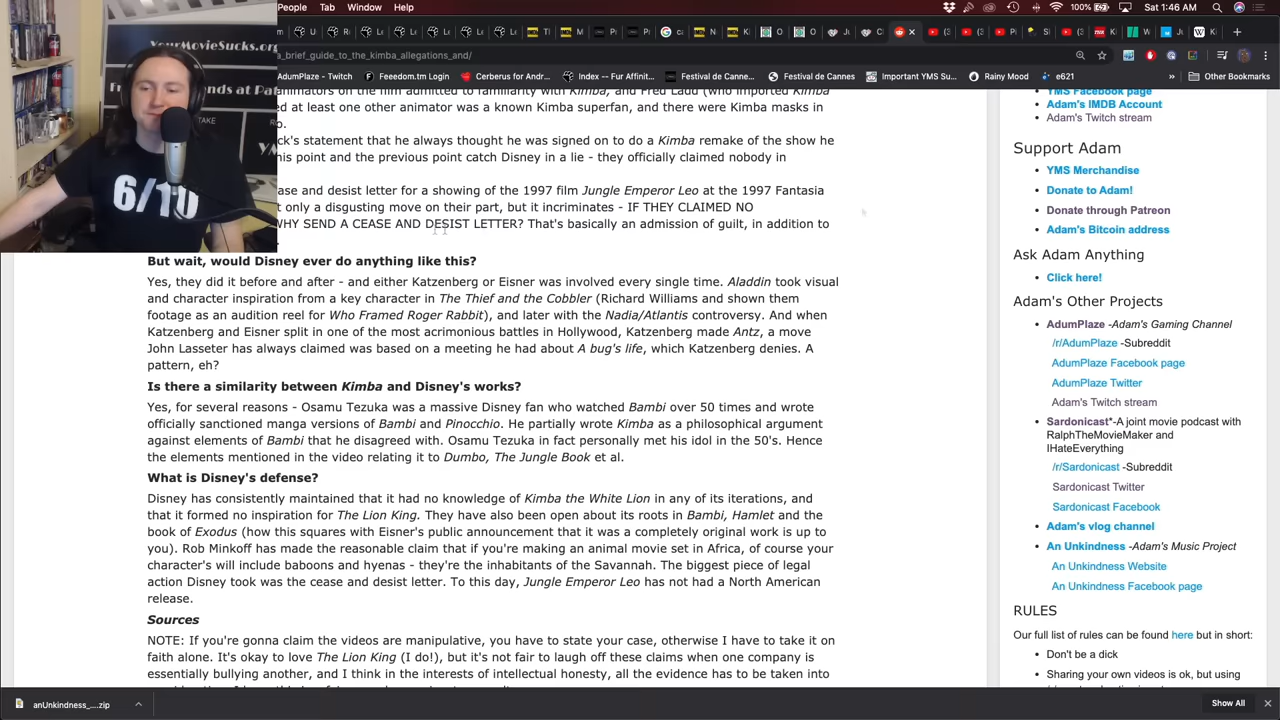 People Tab Window Help
100%
Sat 1:46 AM
YourMovieSucks.org
6/10
_brief_guide_to_the_kimba_allegations_and/
AdumPlaze - Twitch
Feeedom.tm Login
Cerberus for Andr...
Index -- Fur Affinit...
Festival de Canne...
Festival de Cannes
Important YMS Su...
Rainy Mood
e621
Other Bookmarks
animators on the film admitted to familiarity with Kimba, and Fred Ladd (who imported Kimba
ed at least one other animator was a known Kimba superfan, and there were Kimba masks in
o.
ck's statement that he always thought he was signed on to do a Kimba remake of the show he
his point and the previous point catch Disney in a lie - they officially claimed nobody in
ase and desist letter for a showing of the 1997 film Jungle Emperor Leo at the 1997 Fantasia
t only a disgusting move on their part, but it incriminates - IF THEY CLAIMED NO
WHY SEND A CEASE AND DESIST LETTER? That's basically an admission of guilt, in addition to
But wait, would Disney ever do anything like this?
Yes, they did it before and after - and either Katzenberg or Eisner was involved every single time. Aladdin took visual
and character inspiration from a key character in The Thief and the Cobbler (Richard Williams and shown them
footage as an audition reel for Who Framed Roger Rabbit), and later with the Nadia/Atlantis controversy. And when
Katzenberg and Eisner split in one of the most acrimonious battles in Hollywood, Katzenberg made Antz, a move
John Lasseter has always claimed was based on a meeting he had about A bug's life, which Katzenberg denies. A
pattern, eh?
Is there a similarity between Kimba and Disney's works?
Yes, for several reasons - Osamu Tezuka was a massive Disney fan who watched Bambi over 50 times and wrote
officially sanctioned manga versions of Bambi and Pinocchio. He partially wrote Kimba as a philosophical argument
against elements of Bambi that he disagreed with. Osamu Tezuka in fact personally met his idol in the 50's. Hence
the elements mentioned in the video relating it to Dumbo, The Jungle Book et al.
What is Disney's defense?
Disney has consistently maintained that it had no knowledge of Kimba the White Lion in any of its iterations, and
that it formed no inspiration for The Lion King. They have also been open about its roots in Bambi, Hamlet and the
book of Exodus (how this squares with Eisner's public announcement that it was a completely original work is up to
you). Rob Minkoff has made the reasonable claim that if you're making an animal movie set in Africa, of course your
character's will include baboons and hyenas - they're the inhabitants of the Savannah. The biggest piece of legal
action Disney took was the cease and desist letter. To this day, Jungle Emperor Leo has not had a North American
release.
Sources
NOTE: If you're gonna claim the videos are manipulative, you have to state your case, otherwise I have to take it on
faith alone. It's okay to love The Lion King (I do!), but it's not fair to laugh off these claims when one company is
essentially bullying another, and I think in the interests of intellectual honesty, all the evidence has to be taken into
YMS Facebook page
Adam's IMDB Account
Adam's Twitch stream
Support Adam
YMS Merchandise
Donate to Adam!
Donate through Patreon
Adam's Bitcoin address
Ask Adam Anything
Click here!
Adam's Other Projects
AdumPlaze -Adam's Gaming Channel
/r/AdumPlaze -Subreddit
AdumPlaze Facebook page
AdumPlaze Twitter
Adam's Twitch stream
Sardonicast*-A joint movie podcast with
RalphTheMovieMaker and
IHateEverything
/r/Sardonicast -Subreddit
Sardonicast Twitter
Sardonicast Facebook
Adam's vlog channel
An Unkindness -Adam's Music Project
An Unkindness Website
An Unkindness Facebook page
RULES
Our full list of rules can be found here but in short:
Don't be a dick
Sharing your own videos is ok, but using
anUnkindness_....zip
Show All